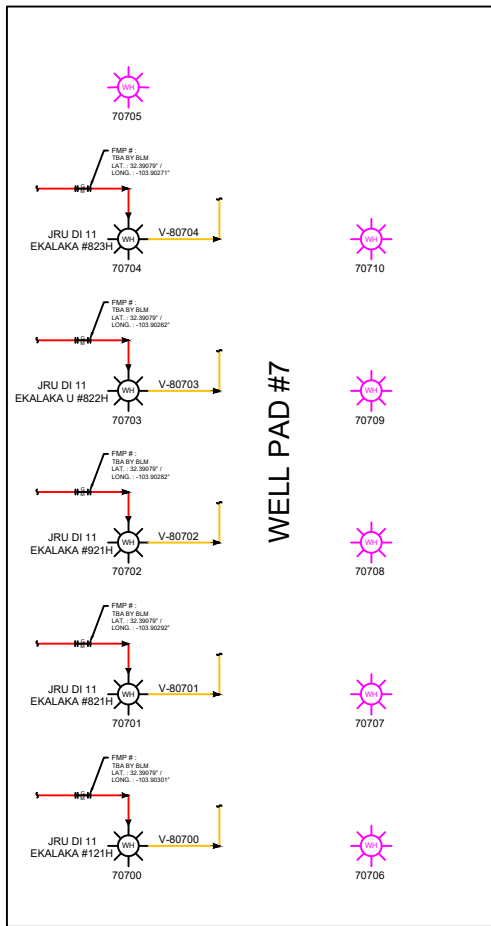 WH
70705
FMP # :
TBA BY BLM
LAT. : 32.39079° /
LONG. : -103.90271°
JRU DI 11
EKALAKA #823H
WH
V-80704
70704
WH
70710
FMP # :
TBA BY BLM
LAT. : 32.39079° /
LONG. : -103.90262°
JRU DI 11
EKALAKA U #822H
WH
V-80703
70703
WH
70709
WELL PAD #7
FMP # :
TBA BY BLM
LAT. : 32.39079° /
LONG. : -103.90282°
JRU DI 11
EKALAKA #921H
WH
V-80702
70702
WH
70708
FMP # :
TBA BY BLM
LAT. : 32.39079° /
LONG. : -103.90292°
JRU DI 11
EKALAKA #821H
WH
V-80701
70701
WH
70707
FMP # :
TBA BY BLM
LAT. : 32.39079° /
LONG. : -103.90301°
JRU DI 11
EKALAKA #121H
WH
V-80700
70700
WH
70706